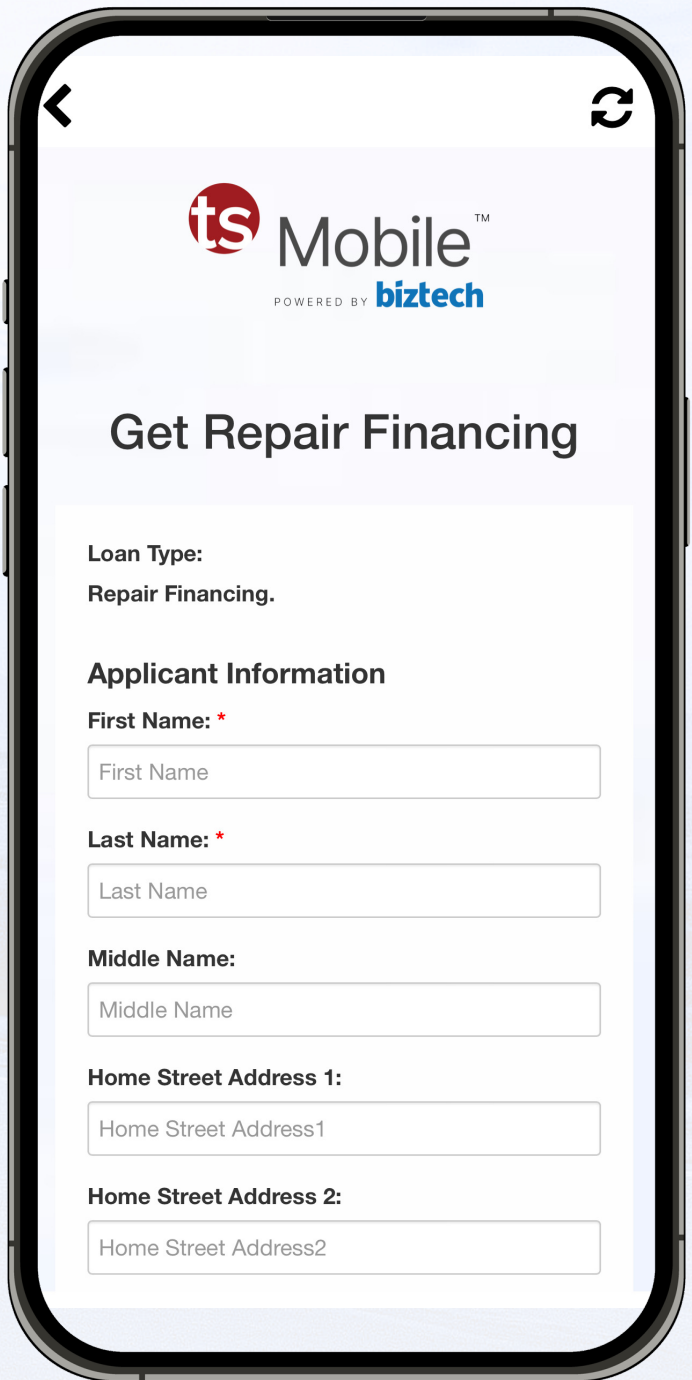 ts Mobile™
POWERED BY biztech
Get Repair Financing
Loan Type:
Repair Financing.
Applicant Information
First Name: *
First Name
Last Name: *
Last Name
Middle Name:
Middle Name
Home Street Address 1:
Home Street Address1
Home Street Address 2:
Home Street Address2